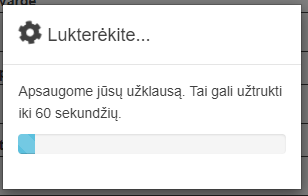 Lukterėkite...
Apsaugome jūsų užklausą. Tai gali užtrukti
iki 60 sekundžių.